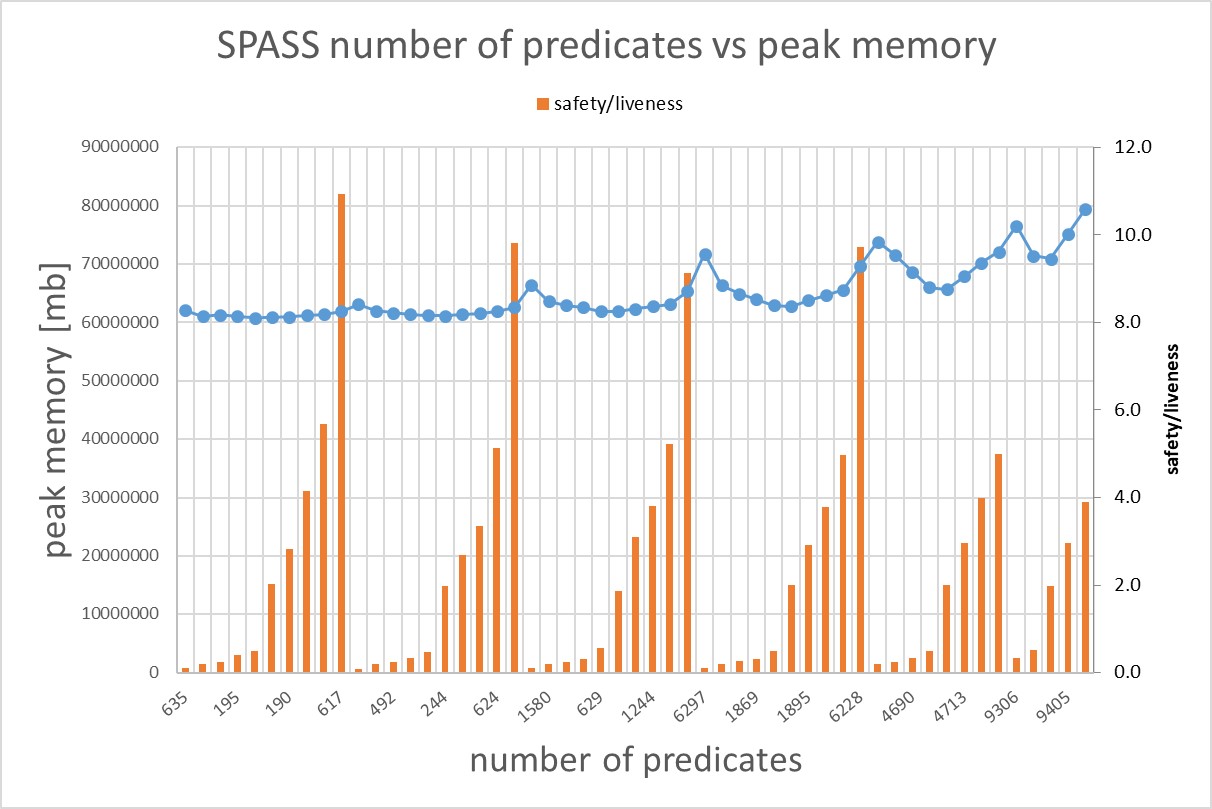 SPASS number of predicates vs peak memory
safety/liveness
90000000
80000000
70000000
60000000
50000000
40000000
30000000
20000000
10000000
0
peak memory [mb]
12.0
10.0
8.0
6.0
4.0
2.0
0.0
safety/liveness
635 195 190 617 492 244 624 1580 629 1244 6297 1869 1895 6228 4690 4713 9306 9405
number of predicates